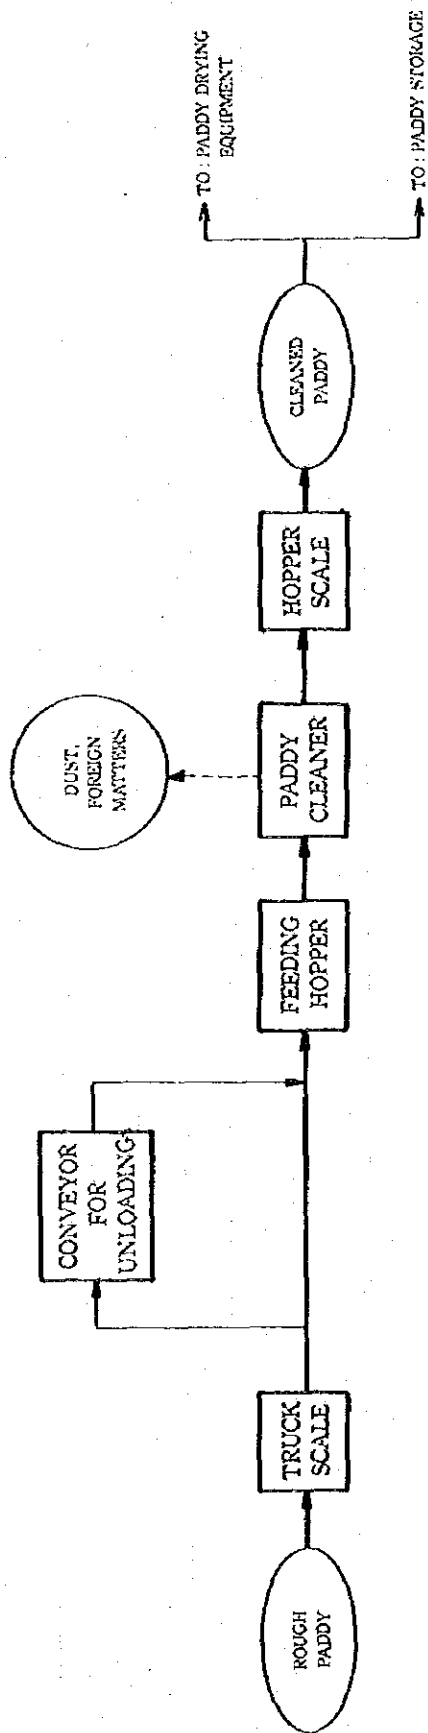 ROUGH
PADDY
TRUCK
SCALE
CONVEYOR
FOR
UNLOADING
FEEDING
HOPPER
PADDY
CLEANER
DUST,
FOREIGN
MATTERS
HOPPER
SCALE
CLEANED
PADDY
TO : PADDY DRYING
EQUIPMENT
TO : PADDY STORAGE